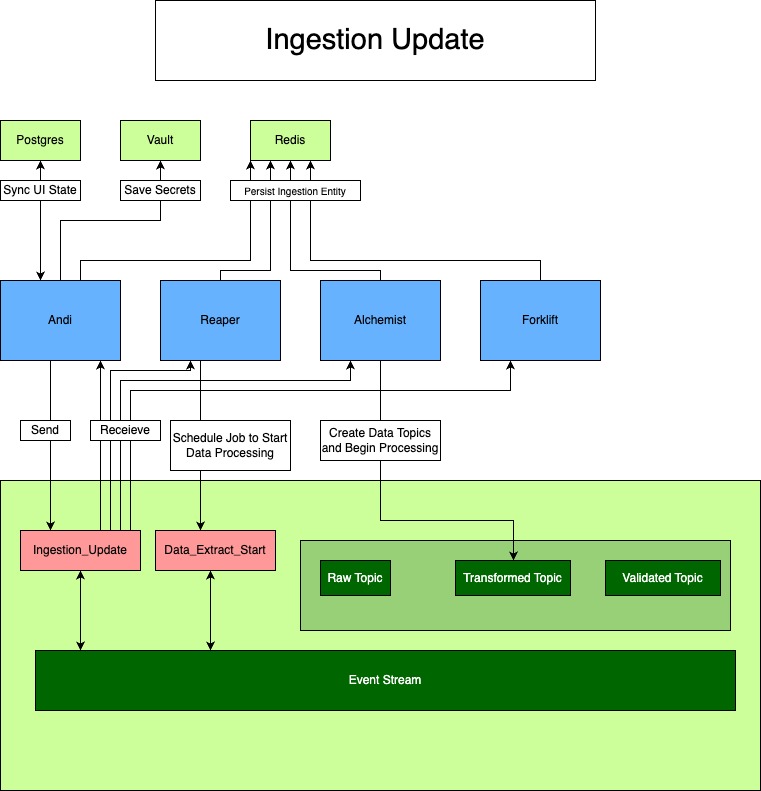 Ingestion Update
Postgres
Vault
Redis
Sync UI State
Save Secrets
Persist Ingestion Entity
Andi
Reaper
Alchemist
Forklift
Send
Receieve
Schedule Job to Start
Data Processing
Create Data Topics
and Begin Processing
Ingestion_Update
Data_Extract_Start
Raw Topic
Transformed Topic
Validated Topic
Event Stream